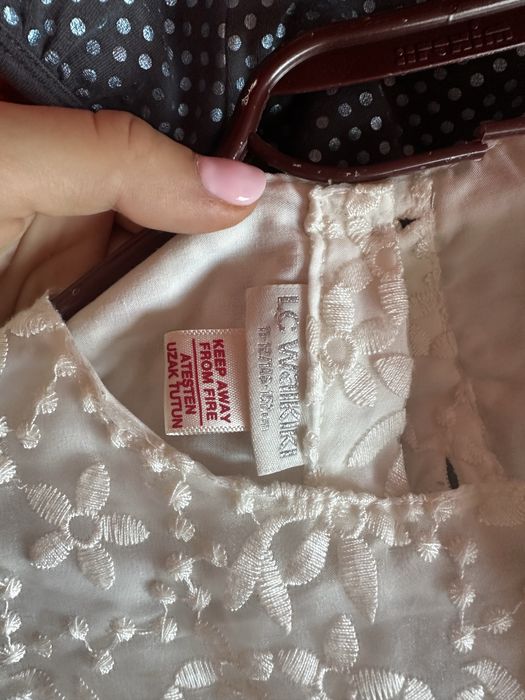 LC WAIKIKI
KEEP AWAY
FROM FIRE
ATEŞTEN
UZAK TUTUN